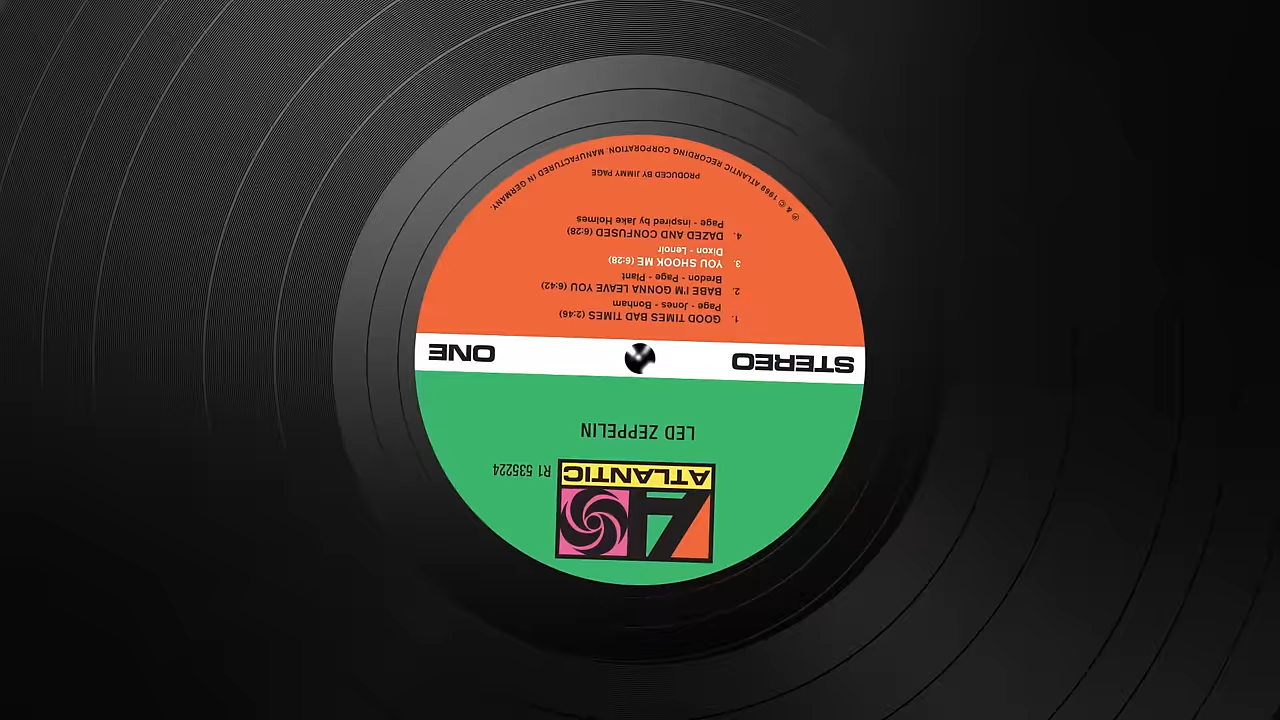 ATLANTIC
R1 535224
LED ZEPPELIN
STEREO
ONE
1. GOOD TIMES BAD TIMES (2:46)
Page - Jones - Bonham
2. BABE I'M GONNA LEAVE YOU (6:42)
Bredon - Page - Plant
3. YOU SHOOK ME (6:28)
Dixon - Lenoir
4. DAZED AND CONFUSED (6:28)
Page - inspired by Jake Holmes
PRODUCED BY JIMMY PAGE
℗ & © 1969 ATLANTIC RECORDING CORPORATION. MANUFACTURED IN GERMANY.